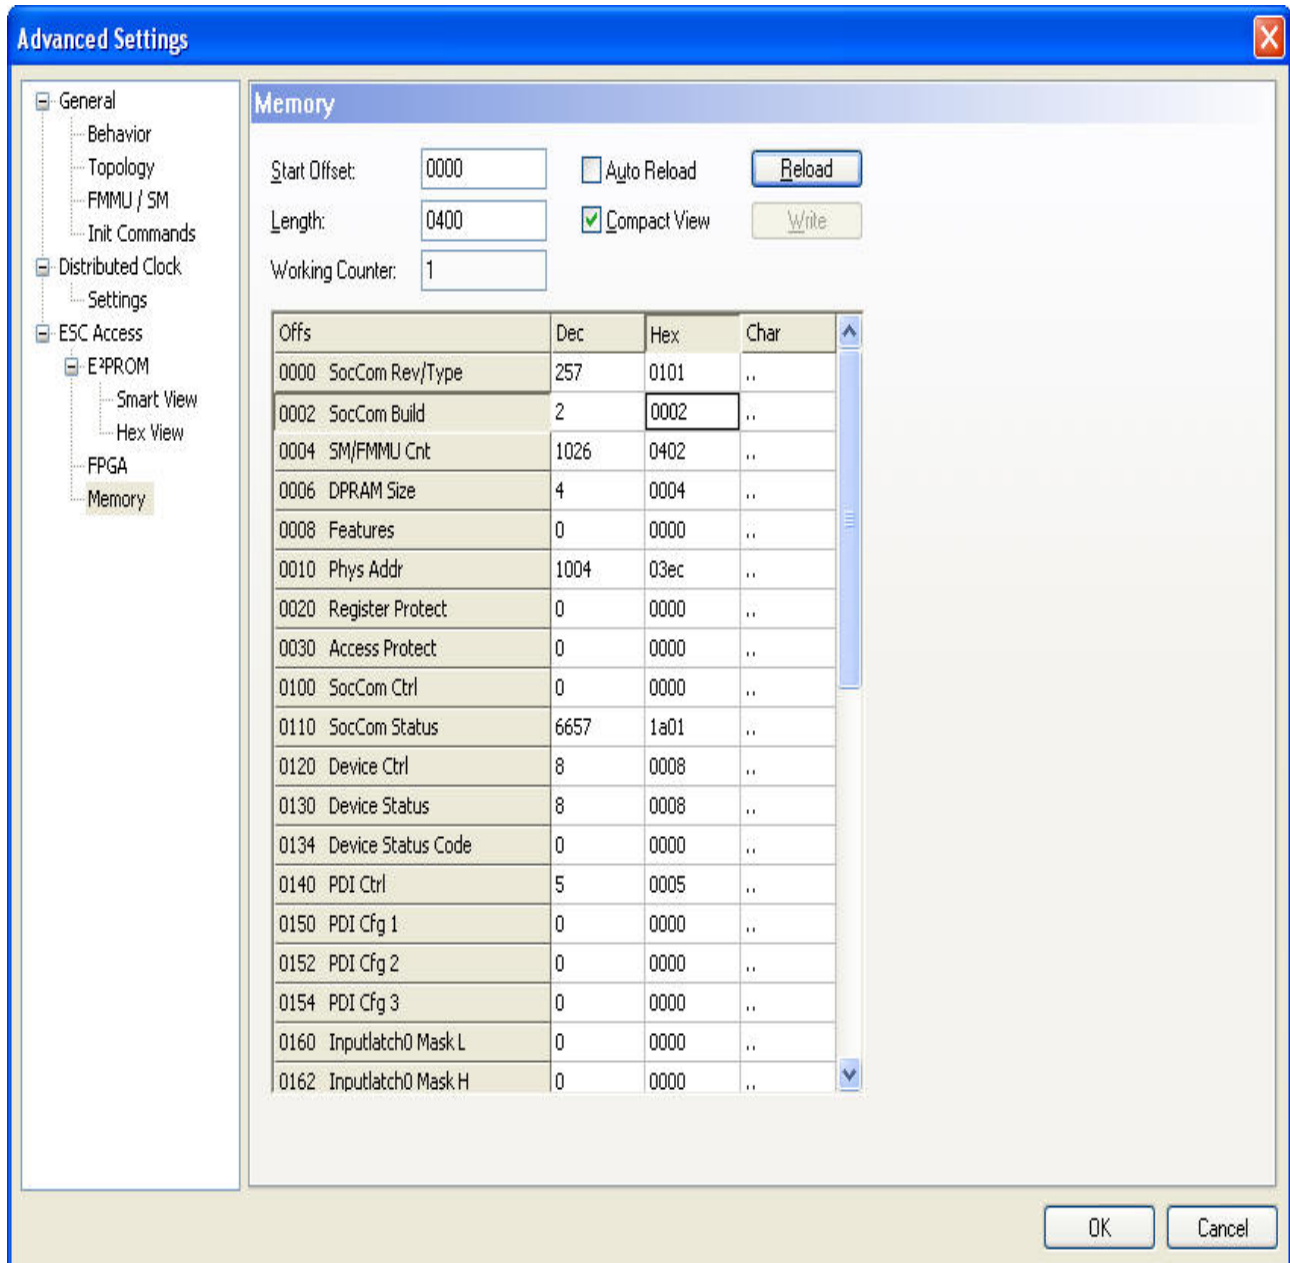 Advanced Settings
General
Behavior
Topology
FMMU / SM
Init Commands
Distributed Clock
Settings
ESC Access
E²PROM
Smart View
Hex View
FPGA
Memory
Memory
Start Offset: 0000 Auto Reload Reload
Length: 0400 Compact View Write
Working Counter: 1
Offs Dec Hex Char
0000 SocCom Rev/Type 257 0101 ..
0002 SocCom Build 2 0002 ..
0004 SM/FMMU Cnt 1026 0402 ..
0006 DPRAM Size 4 0004 ..
0008 Features 0 0000 ..
0010 Phys Addr 1004 03ec ..
0020 Register Protect 0 0000 ..
0030 Access Protect 0 0000 ..
0100 SocCom Ctrl 0 0000 ..
0110 SocCom Status 6657 1a01 ..
0120 Device Ctrl 8 0008 ..
0130 Device Status 8 0008 ..
0134 Device Status Code 0 0000 ..
0140 PDI Ctrl 5 0005 ..
0150 PDI Cfg 1 0 0000 ..
0152 PDI Cfg 2 0 0000 ..
0154 PDI Cfg 3 0 0000 ..
0160 Inputlatch0 Mask L 0 0000 ..
0162 Inputlatch0 Mask H 0 0000 ..
OK Cancel